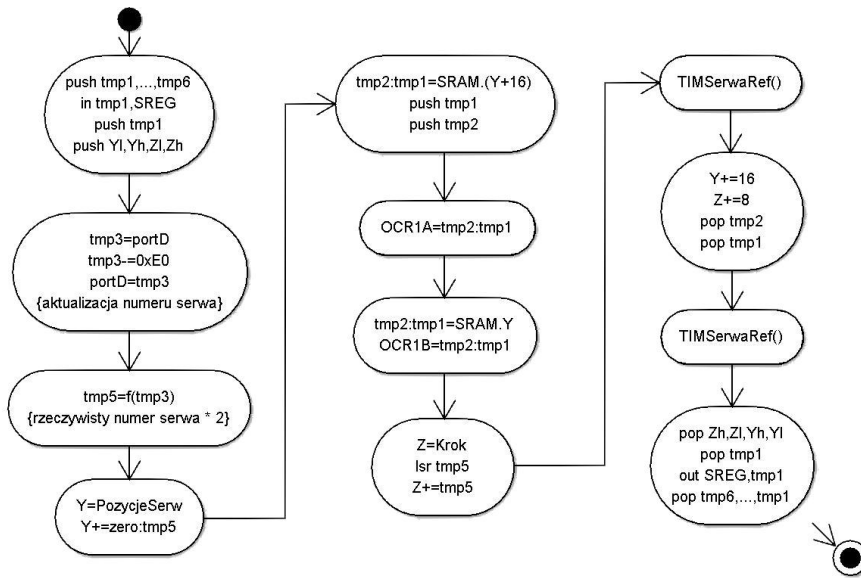 push tmp1,...,tmp6
in tmp1,SREG
push tmp1
push Yl,Yh,Zl,Zh
tmp3=portD
tmp3-=0xE0
portD=tmp3
{aktualizacja numeru serwa}
tmp5=f(tmp3)
{rzeczywisty numer serwa * 2}
Y=PozycjeSerw
Y+=zero:tmp5
tmp2:tmp1=SRAM.(Y+16)
push tmp1
push tmp2
OCR1A=tmp2:tmp1
tmp2:tmp1=SRAM.Y
OCR1B=tmp2:tmp1
Z=Krok
lsr tmp5
Z+=tmp5
TIMSerwaRef()
Y+=16
Z+=8
pop tmp2
pop tmp1
TIMSerwaRef()
pop Zh,Zl,Yh,Yl
pop tmp1
out SREG,tmp1
pop tmp6,...,tmp1